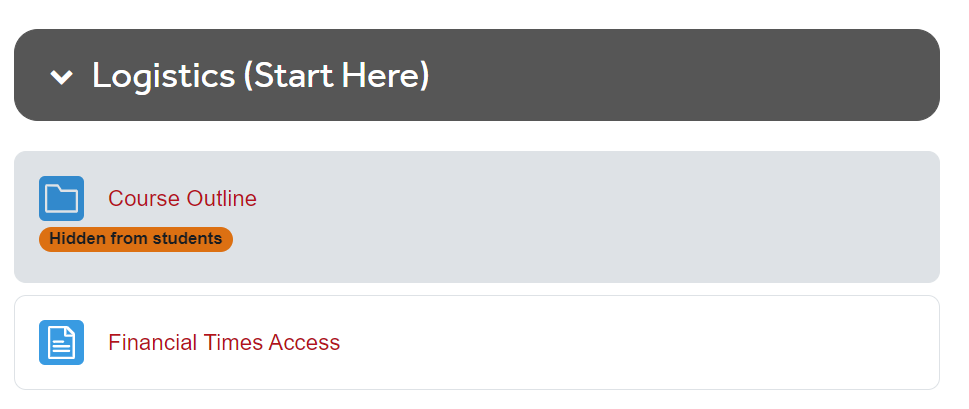 Logistics (Start Here)
Course Outline
Hidden from students
Financial Times Access